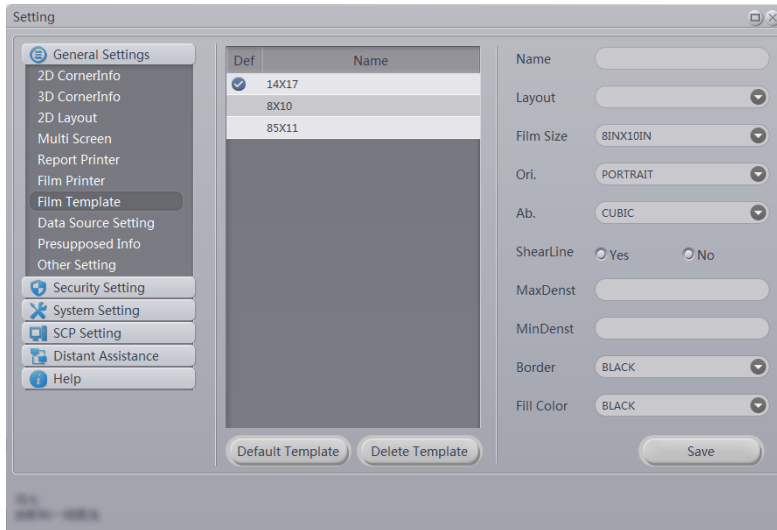 Setting
General Settings
2D CornerInfo
3D CornerInfo
2D Layout
Multi Screen
Report Printer
Film Printer
Film Template
Data Source Setting
Presupposed Info
Other Setting
Security Setting
System Setting
SCP Setting
Distant Assistance
Help
Def Name
14X17
8X10
85X11
Default Template Delete Template
Name
Layout
Film Size 8INX10IN
Ori. PORTRAIT
Ab. CUBIC
ShearLine Yes No
MaxDenst
MinDenst
Border BLACK
Fill Color BLACK
Save